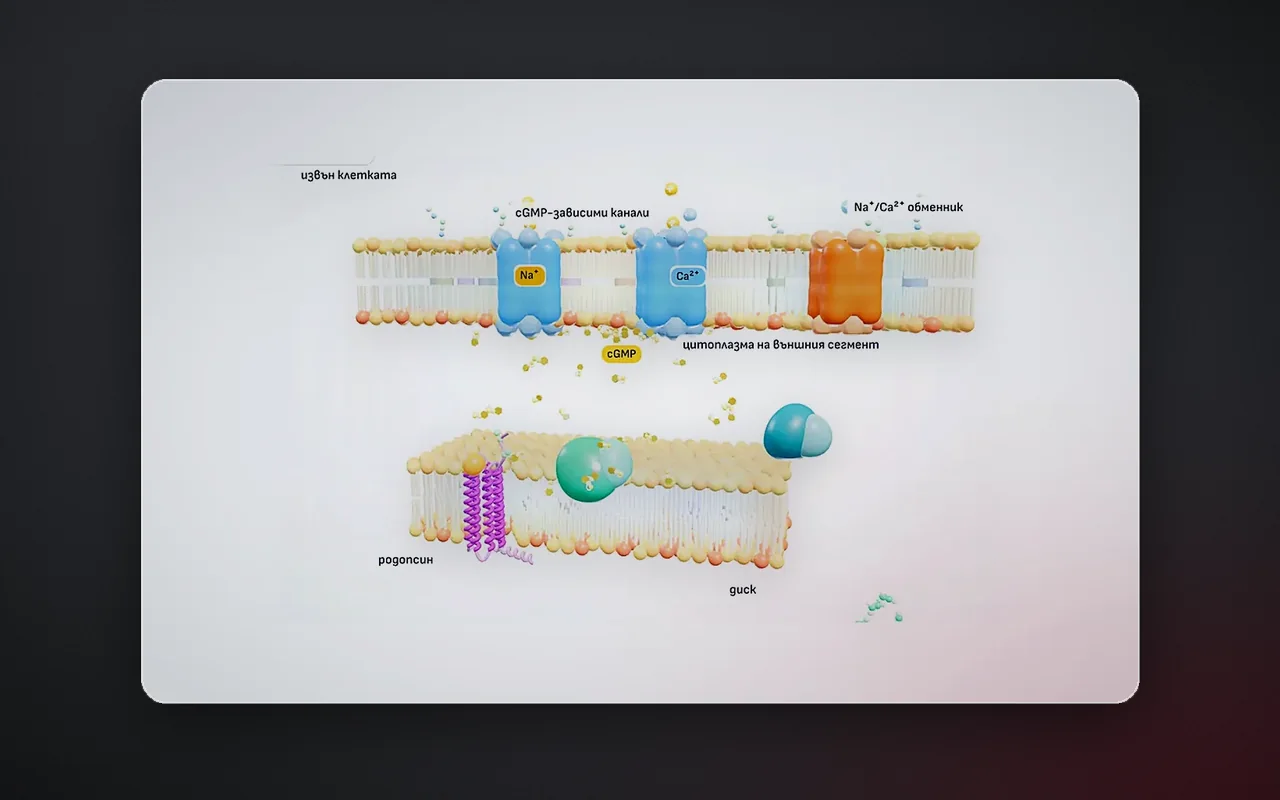 извън клетката
Na⁺/Ca²⁺ обменник
cGMP-зависими канали
Na⁺
Ca²⁺
цитоплазма на външния сегмент
cGMP
родопсин
диск